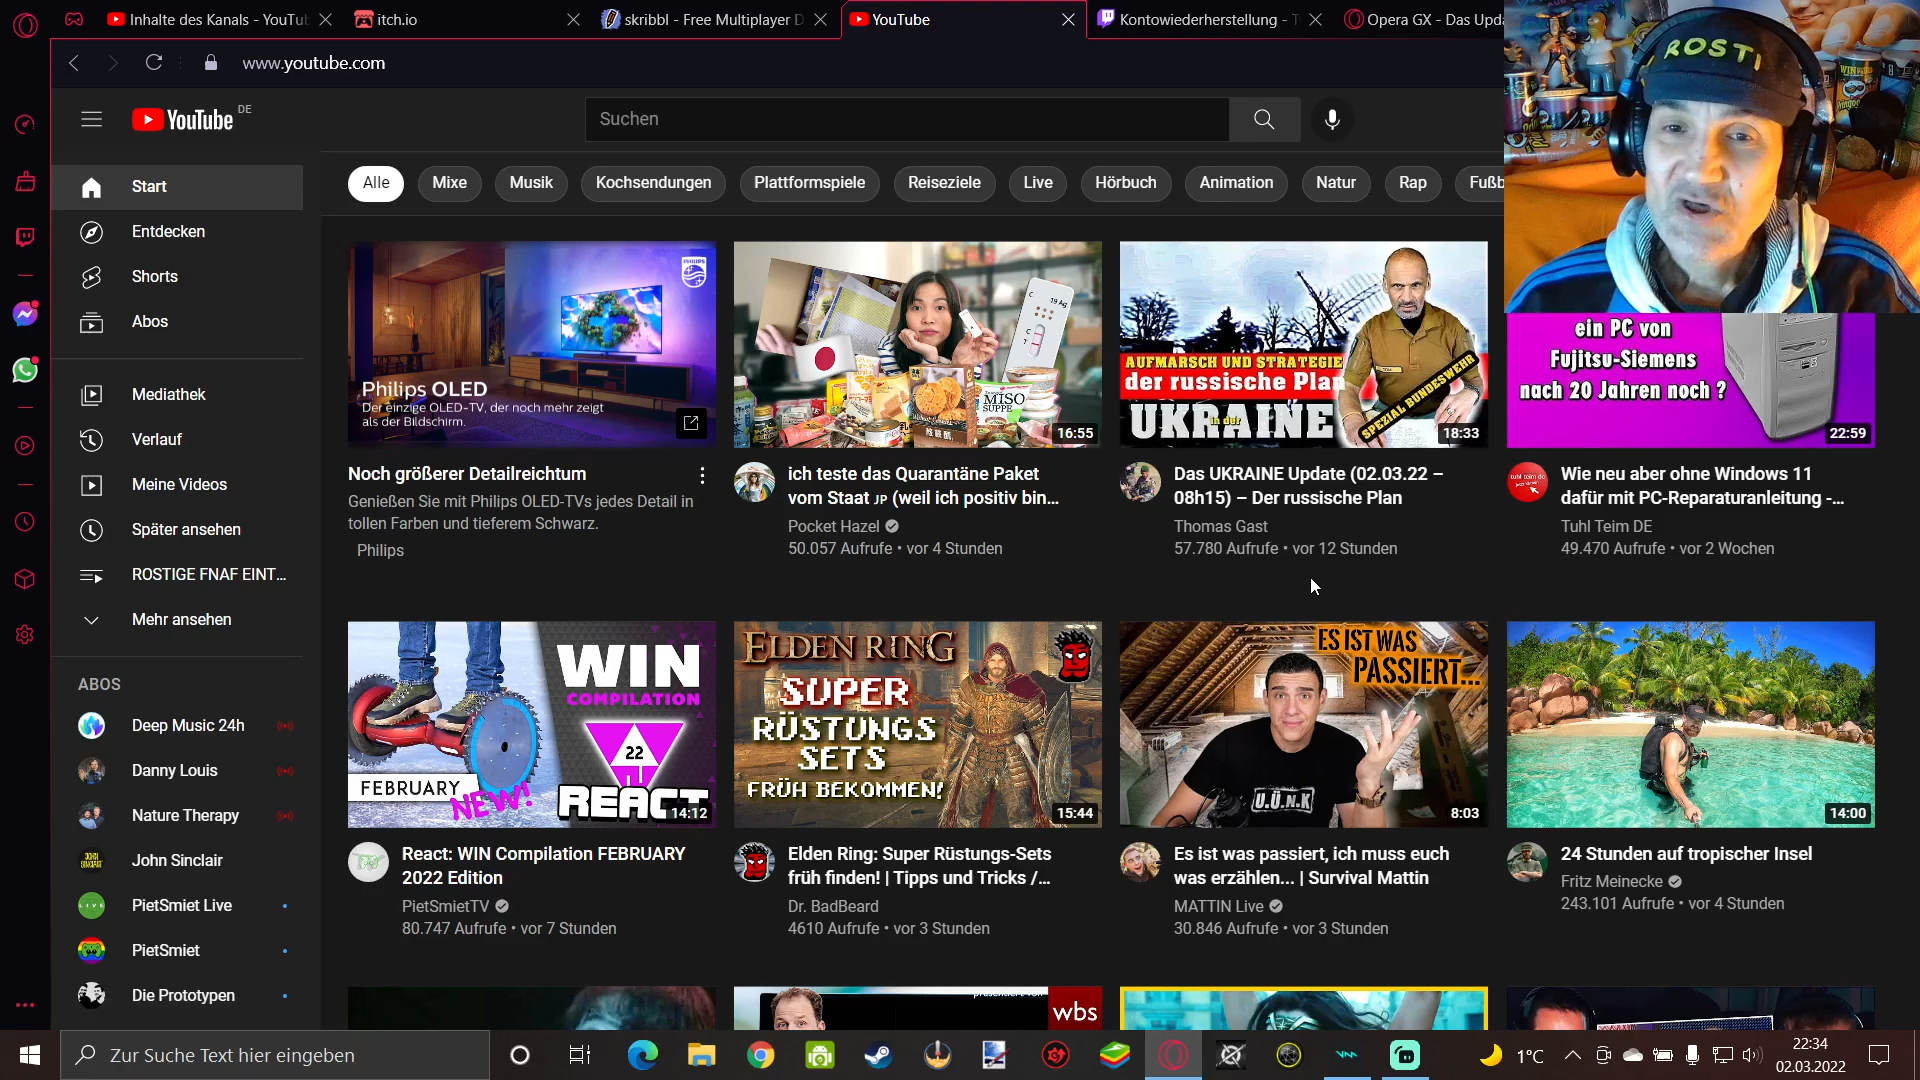 Inhalte des Kanals - YouTu
itch.io
skribbl - Free Multiplayer D
YouTube
Kontowiederherstellung - T
Opera GX - Das Upda
www.youtube.com
YouTube DE
Suchen
ROSTI
Start
Entdecken
Shorts
Abos
Mediathek
Verlauf
Meine Videos
Später ansehen
ROSTIGE FNAF EINT...
Mehr ansehen
ABOS
Deep Music 24h
Danny Louis
Nature Therapy
John Sinclair
PietSmiet Live
PietSmiet
Die Prototypen
Alle
Mixe
Musik
Kochsendungen
Plattformspiele
Reiseziele
Live
Hörbuch
Animation
Natur
Rap
Fußb
PHILIPS
Philips OLED
Der einzige OLED-TV, der noch mehr zeigt
als der Bildschirm.
Noch größerer Detailreichtum
Genießen Sie mit Philips OLED-TVs jedes Detail in
tollen Farben und tieferem Schwarz.
Philips
19 Ag
C
T
MISO
SUPPE
16:55
ich teste das Quarantäne Paket
vom Staat JP (weil ich positiv bin...
Pocket Hazel
50.057 Aufrufe • vor 4 Stunden
AUFMARSCH UND STRATEGIE
der russische Plan
in der
UKRAINE
SPEZIAL BUNDESWEHR
18:33
Das UKRAINE Update (02.03.22 –
08h15) – Der russische Plan
Thomas Gast
57.780 Aufrufe • vor 12 Stunden
ein PC von
Fujitsu-Siemens
nach 20 Jahren noch ?
22:59
Wie neu aber ohne Windows 11
dafür mit PC-Reparaturanleitung -...
Tuhl Teim DE
49.470 Aufrufe • vor 2 Wochen
WIN
COMPILATION
22
FEBRUARY
NEW!
REACT
14:12
React: WIN Compilation FEBRUARY
2022 Edition
PietSmietTV
80.747 Aufrufe • vor 7 Stunden
ELDEN RING
SUPER
RÜSTUNGS
SETS
FRÜH BEKOMMEN!
15:44
Elden Ring: Super Rüstungs-Sets
früh finden! | Tipps und Tricks /...
Dr. BadBeard
4610 Aufrufe • vor 3 Stunden
ES IST WAS
PASSIERT...
U.Ü.N.K
8:03
Es ist was passiert, ich muss euch
was erzählen... | Survival Mattin
MATTIN Live
30.846 Aufrufe • vor 3 Stunden
14:00
24 Stunden auf tropischer Insel
Fritz Meinecke
243.101 Aufrufe • vor 4 Stunden
wbs
Zur Suche Text hier eingeben
1°C
22:34
02.03.2022